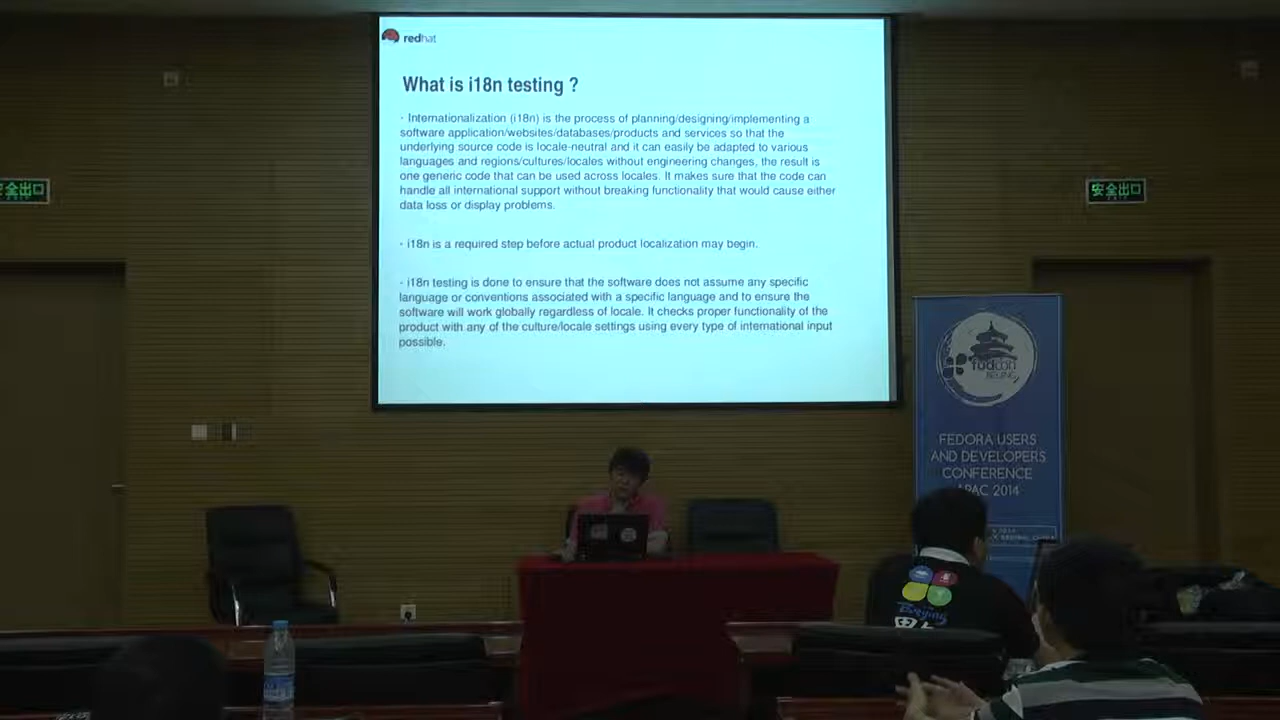 redhat
What is i18n testing ?
· Internationalization (i18n) is the process of planning/designing/implementing a
software application/websites/databases/products and services so that the
underlying source code is locale-neutral and it can easily be adapted to various
languages and regions/cultures/locales without engineering changes, the result is
one generic code that can be used across locales. It makes sure that the code can
handle all international support without breaking functionality that would cause either
data loss or display problems.
· i18n is a required step before actual product localization may begin.
· i18n testing is done to ensure that the software does not assume any specific
language or conventions associated with a specific language and to ensure the
software will work globally regardless of locale. It checks proper functionality of the
product with any of the culture/locale settings using every type of international input
possible.
安全出口
安全出口
fudcon
BEIJING
FEDORA USERS
AND DEVELOPERS
CONFERENCE
APAC 2014
Beijing